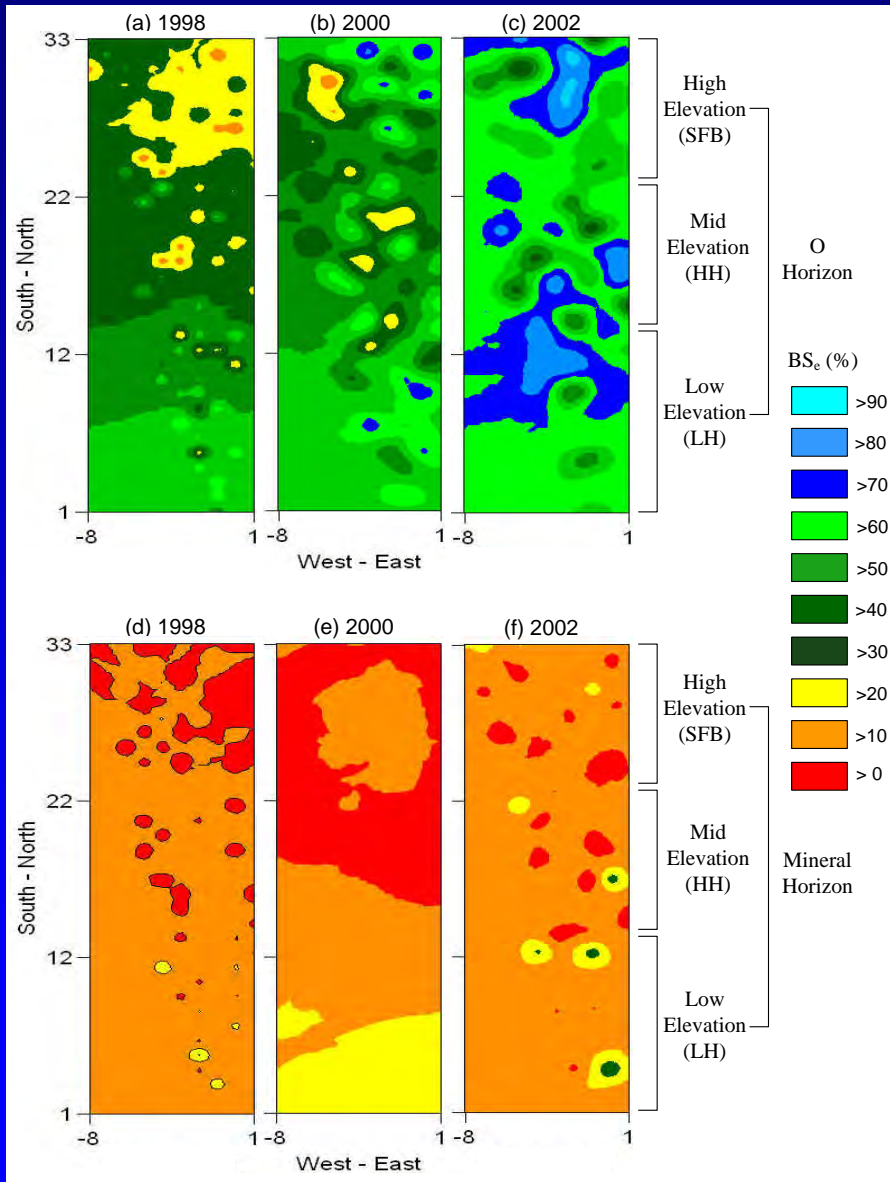 (a) 1998
(b) 2000
(c) 2002
33
22
12
1
South - North
-8
1
-8
1
-8
1
West - East
High
Elevation
(SFB)
Mid
Elevation
(HH)
Low
Elevation
(LH)
O
Horizon
BSe (%)
>90
>80
>70
>60
>50
>40
>30
>20
>10
> 0
(d) 1998
(e) 2000
(f) 2002
33
22
12
1
South - North
-8
1
-8
1
-8
1
West - East
High
Elevation
(SFB)
Mid
Elevation
(HH)
Low
Elevation
(LH)
Mineral
Horizon